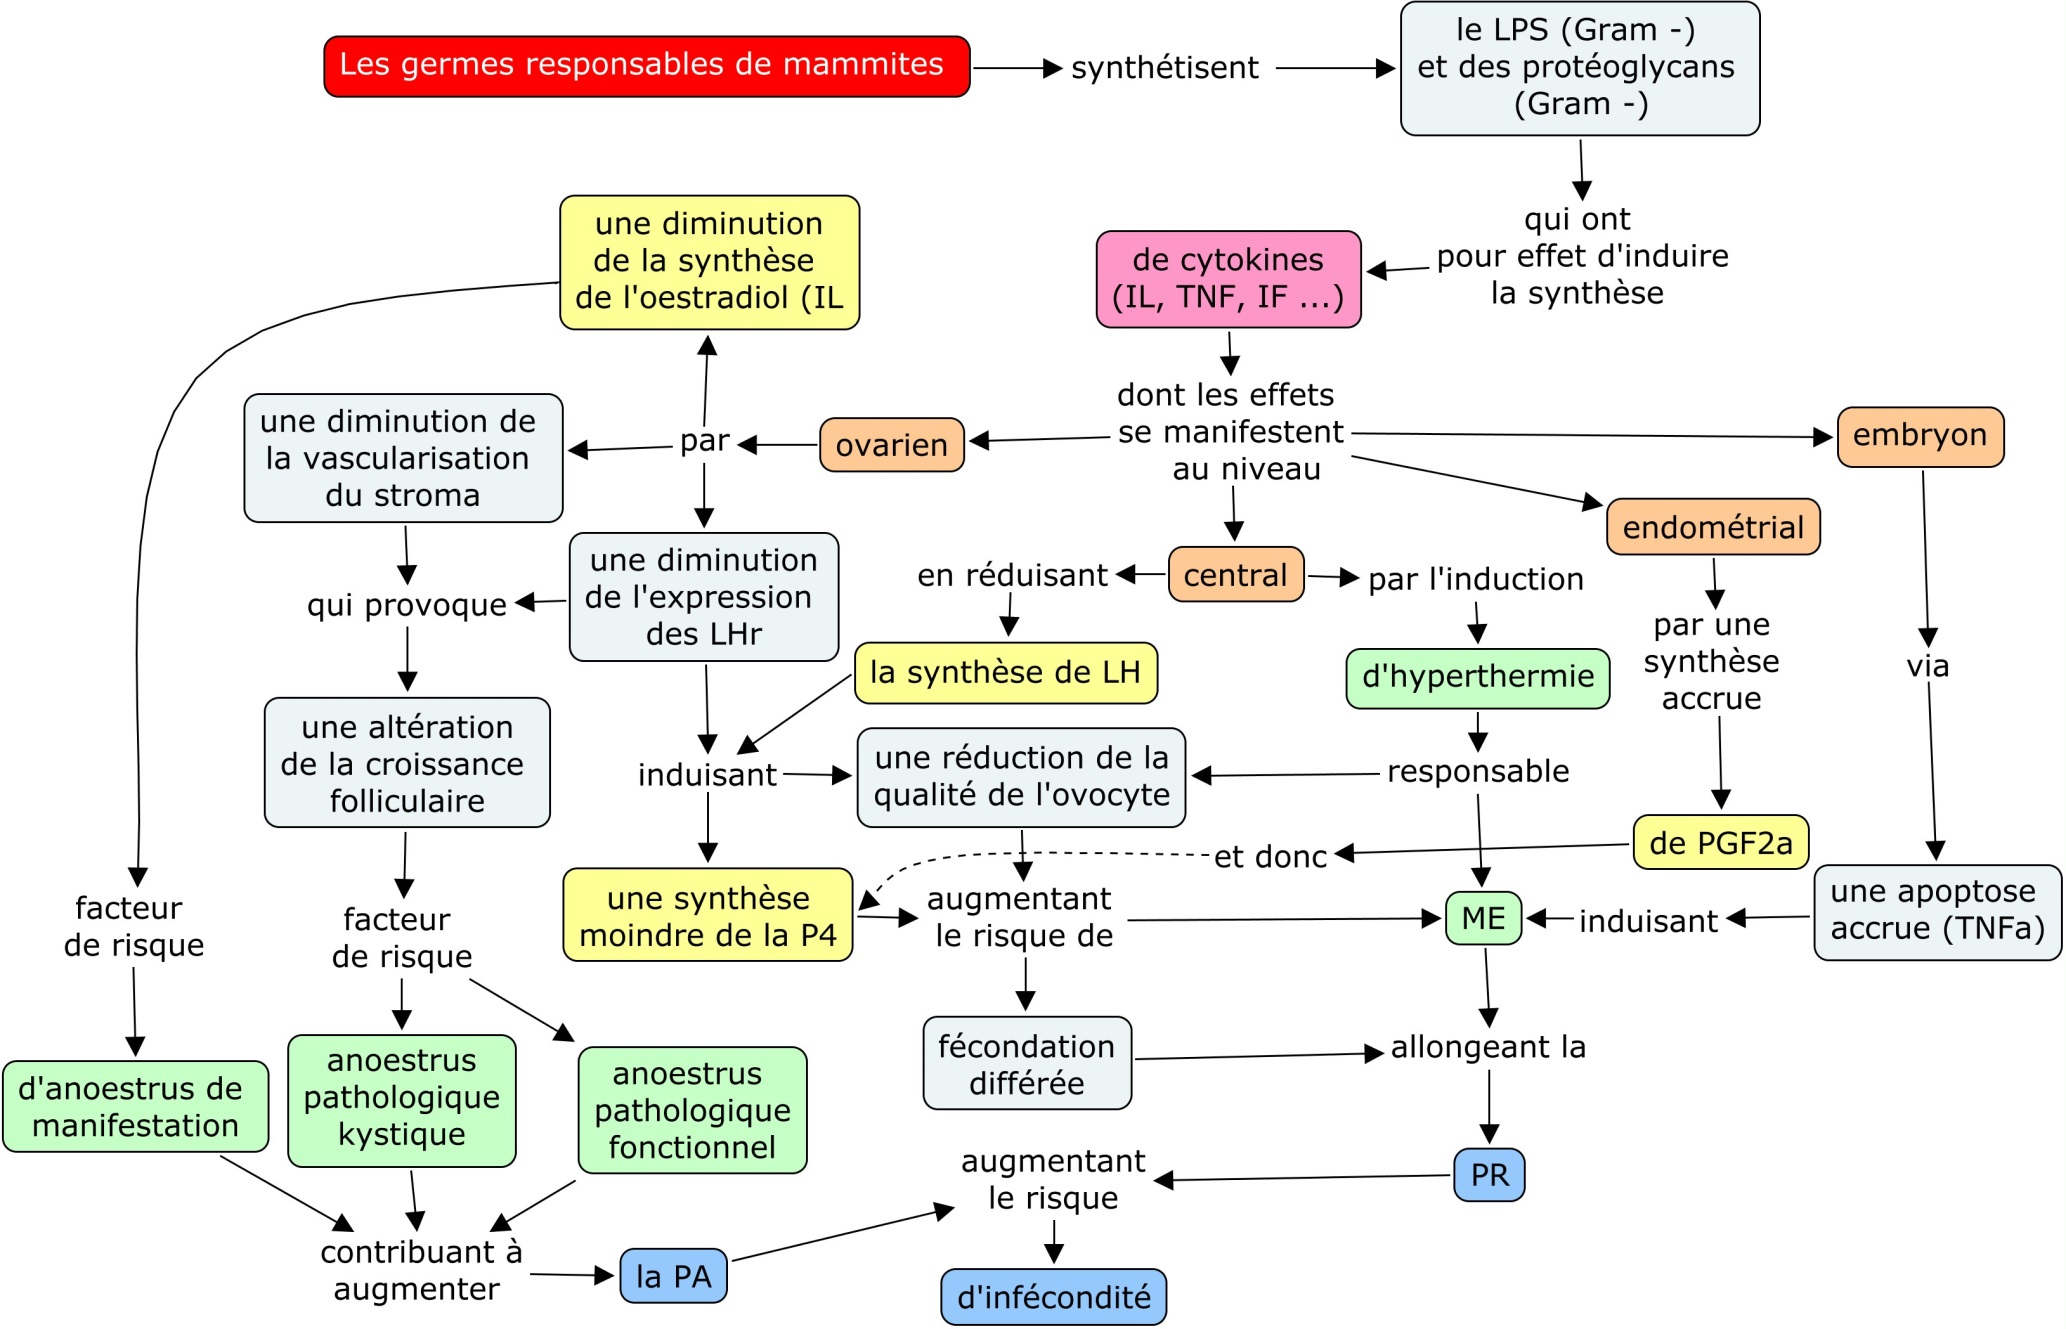 Les germes responsables de mammites
synthétisent
le LPS (Gram -)
et des protéoglycans
(Gram -)
qui ont
pour effet d'induire
la synthèse
de cytokines
(IL, TNF, IF ...)
une diminution
de la synthèse
de l'oestradiol (IL
dont les effets
se manifestent
au niveau
une diminution de
la vascularisation
du stroma
par
ovarien
embryon
endométrial
une diminution
de l'expression
des LHr
en réduisant
central
par l'induction
qui provoque
par une
synthèse
accrue
via
la synthèse de LH
d'hyperthermie
une altération
de la croissance
folliculaire
induisant
une réduction de la
qualité de l'ovocyte
responsable
de PGF2a
et donc
facteur
de risque
facteur
de risque
une synthèse
moindre de la P4
augmentant
le risque de
ME
induisant
une apoptose
accrue (TNFa)
d'anoestrus de
manifestation
anoestrus
pathologique
kystique
anoestrus
pathologique
fonctionnel
fécondation
différée
allongeant la
augmentant
le risque
PR
contribuant à
augmenter
la PA
d'infécondité